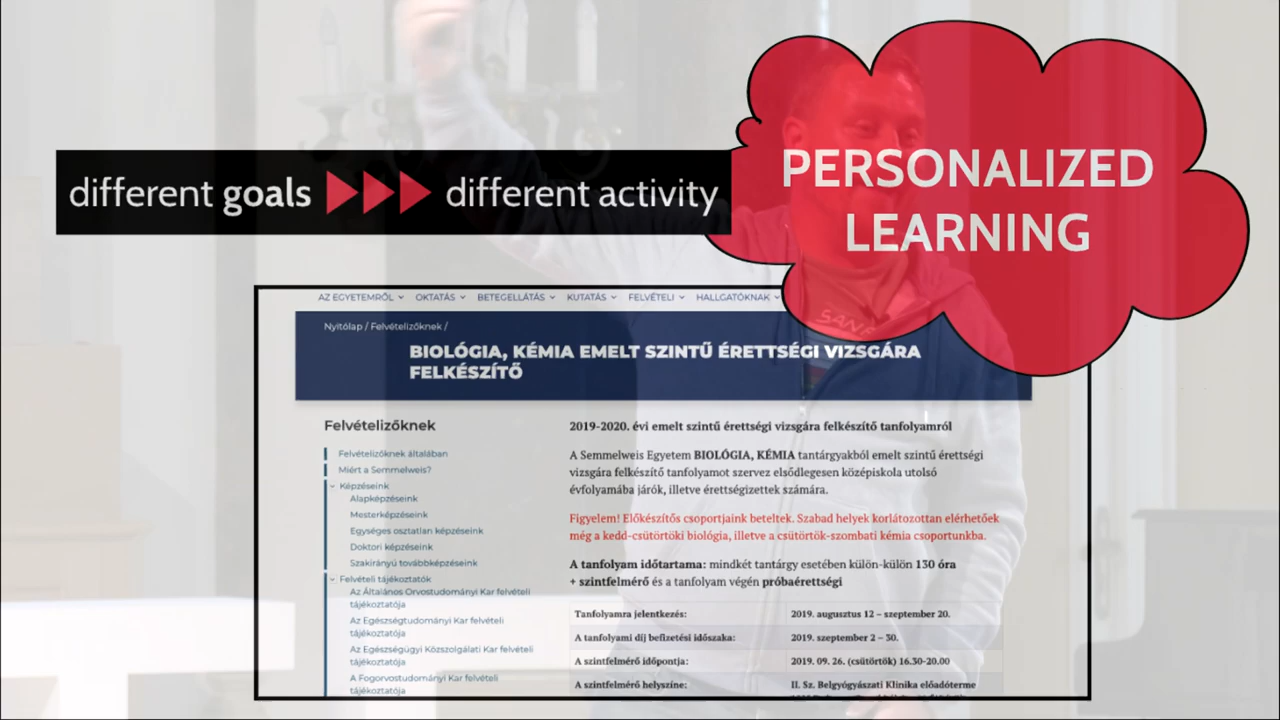 different goals different activity
PERSONALIZED
LEARNING
AZ EGYETEMRŐL OKTATÁS BETEGELLÁTÁS KUTATÁS FELVÉTELI HALLGATÓKNAK
Nyitólap / Felvételizőknek /
BIOLÓGIA, KÉMIA EMELT SZINTŰ ÉRETTSÉGI VIZSGÁRA
FELKÉSZÍTŐ
Felvételizőknek
Felvételizőknek általában
Miért a Semmelweis?
Képzéseink
Alapképzéseink
Mesterképzéseink
Egységes osztatlan képzéseink
Doktori képzéseink
Szakirányú továbbképzéseink
Felvételi tájékoztatók
Az Általános Orvostudományi Kar felvételi
tájékoztatója
Az Egészségtudományi Kar felvételi
tájékoztatója
Az Egészségügyi Közszolgálati Kar felvételi
tájékoztatója
A Fogorvostudományi Kar felvételi
tájékoztatója
2019-2020. évi emelt szintű érettségi vizsgára felkészítő tanfolyamról
A Semmelweis Egyetem BIOLÓGIA, KÉMIA tantárgyakból emelt szintű érettségi
vizsgára felkészítő tanfolyamot szervez elsődlegesen középiskola utolsó
évfolyamába járók, illetve érettségizettek számára.
Figyelem! Előkészítős csoportjaink beteltek. Szabad helyek korlátozottan elérhetőek
még a kedd-csütörtöki biológia, illetve a csütörtök-szombati kémia csoportunkba.
A tanfolyam időtartama: mindkét tantárgy esetében külön-külön 130 óra
+ szintfelmérő és a tanfolyam végén próbaérettségi
Tanfolyamra jelentkezés: 2019. augusztus 12 – szeptember 20.
A tanfolyami díj befizetési időszaka: 2019. szeptember 2 – 30.
A szintfelmérő időpontja: 2019. 09. 26. (csütörtök) 16.30-20.00
A szintfelmérő helyszíne: II. Sz. Belgyógyászati Klinika előadóterme